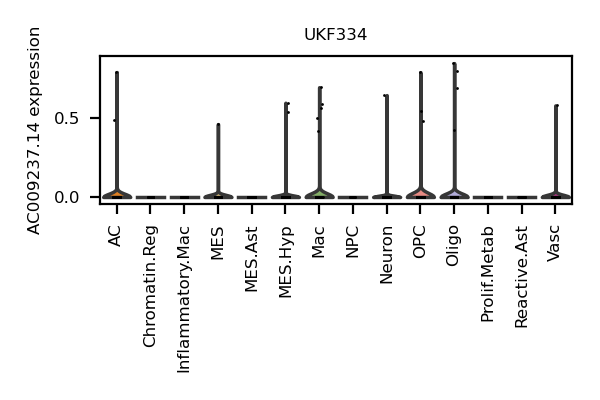 UKF334
AC009237.14 expression
0.5
0.0
AC
Chromatin.Reg
Inflammatory.Mac
MES
MES.Ast
MES.Hyp
Mac
NPC
Neuron
OPC
Oligo
Prolif.Metab
Reactive.Ast
Vasc